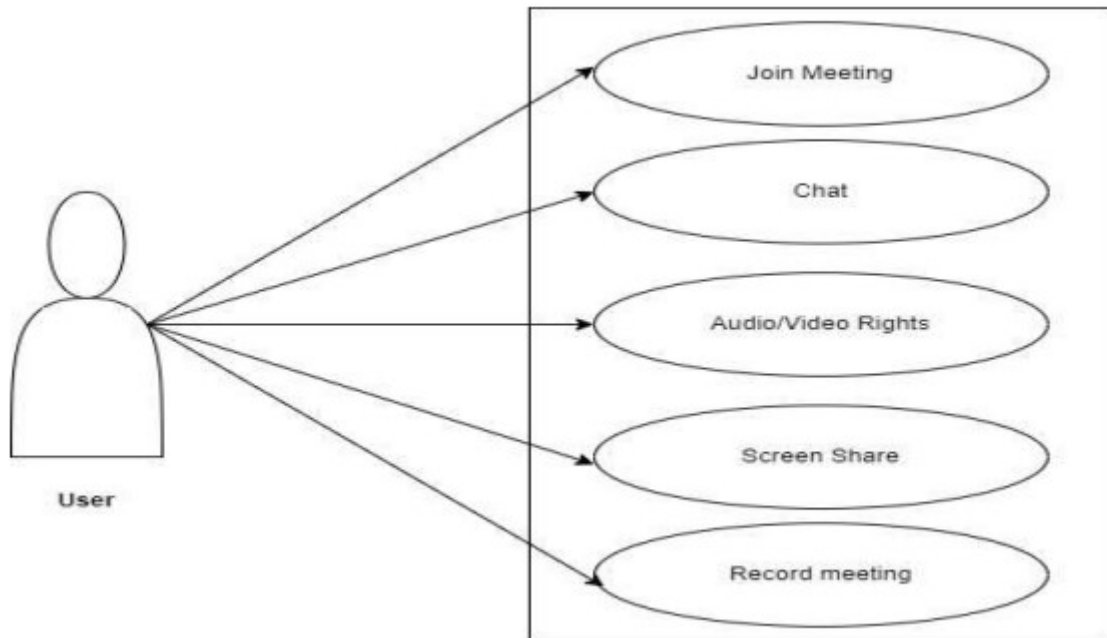 Join Meeting
Chat
Audio/Video Rights
Screen Share
User
Record meeting